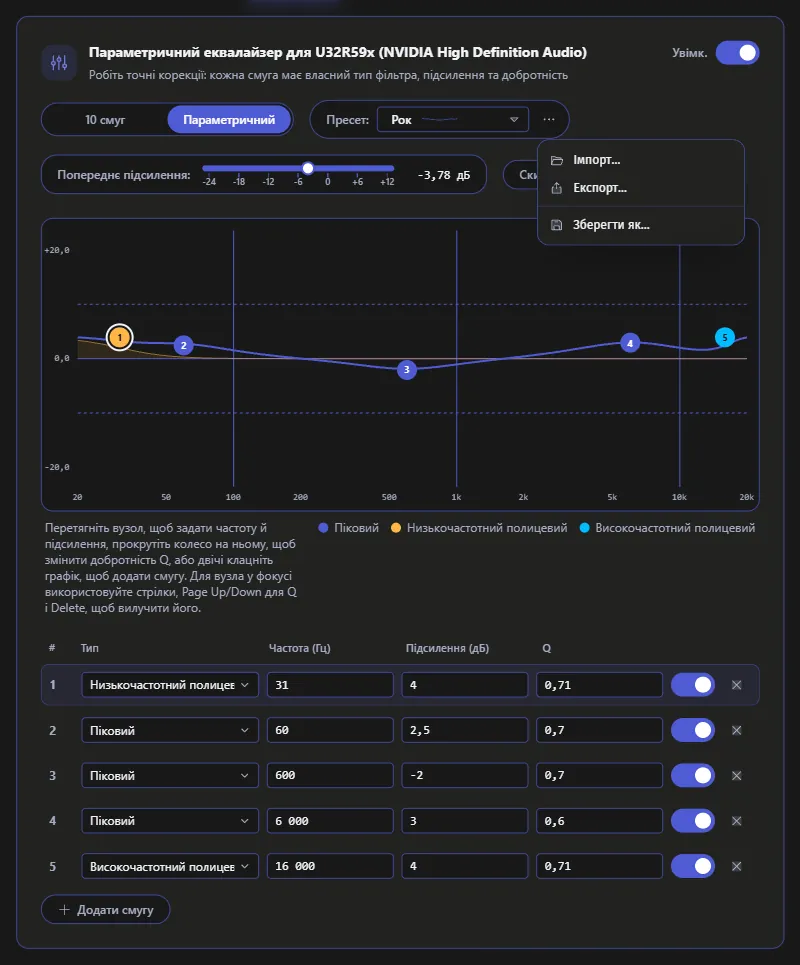 Параметричний еквалайзер для U32R59x (NVIDIA High Definition Audio)
Робіть точні корекції: кожна смуга має власний тип фільтра, підсилення та добротність
Увімк.
10 смуг
Параметричний
Пресет:
Рок
...
Імпорт...
Експорт...
Зберегти як...
Попереднє підсилення:
-24 -18 -12 -6 0 +6 +12
-3,78 дБ
Ски
+20,0
0,0
-20,0
1
2
3
4
5
20 50 100 200 500 1k 2k 5k 10k 20k
Перетягніть вузол, щоб задати частоту й
підсилення, прокрутіть колесо на ньому, щоб
змінити добротність Q, або двічі клацніть
графік, щоб додати смугу. Для вузла у фокусі
використовуйте стрілки, Page Up/Down для Q
і Delete, щоб вилучити його.
Піковий Низькочастотний полицевий Високочастотний полицевий
# Тип Частота (Гц) Підсилення (дБ) Q
1 Низькочастотний полицев 31 4 0,71
2 Піковий 60 2,5 0,7
3 Піковий 600 -2 0,7
4 Піковий 6 000 3 0,6
5 Високочастотний полицев 16 000 4 0,71
+ Додати смугу